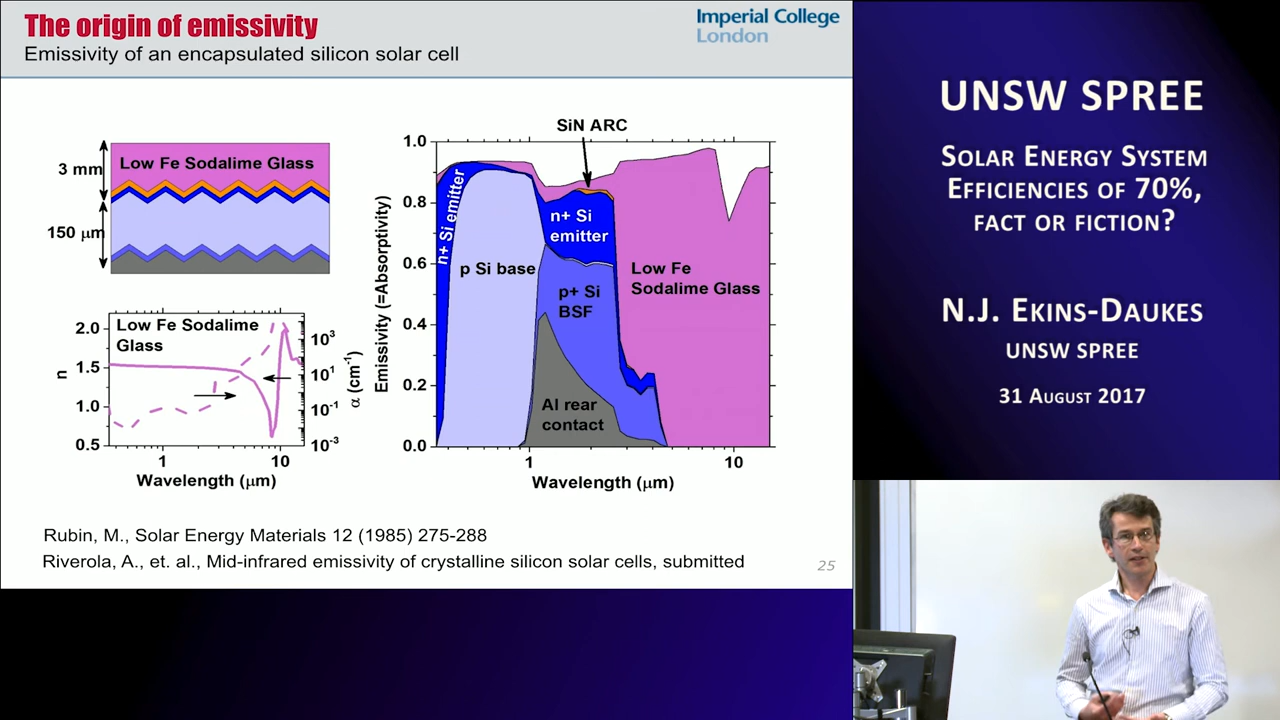 The origin of emissivity
Emissivity of an encapsulated silicon solar cell
Imperial College
London
3 mm
Low Fe Sodalime Glass
150 μm
Low Fe Sodalime
Glass
2.0
1.5
1.0
0.5
n
10³
10¹
10⁻¹
10⁻³
α (cm⁻¹)
1
10
Wavelength (μm)
SiN ARC
1.0
0.8
0.6
0.4
0.2
0.0
Emissivity (=Absorptivity)
n+ Si emitter
p Si base
n+ Si
emitter
p+ Si
BSF
Al rear
contact
Low Fe
Sodalime Glass
1
10
Wavelength (μm)
Rubin, M., Solar Energy Materials 12 (1985) 275-288
Riverola, A., et. al., Mid-infrared emissivity of crystalline silicon solar cells, submitted
25
UNSW SPREE
Solar Energy System
Efficiencies of 70%,
fact or fiction?
N.J. Ekins-Daukes
UNSW SPREE
31 August 2017